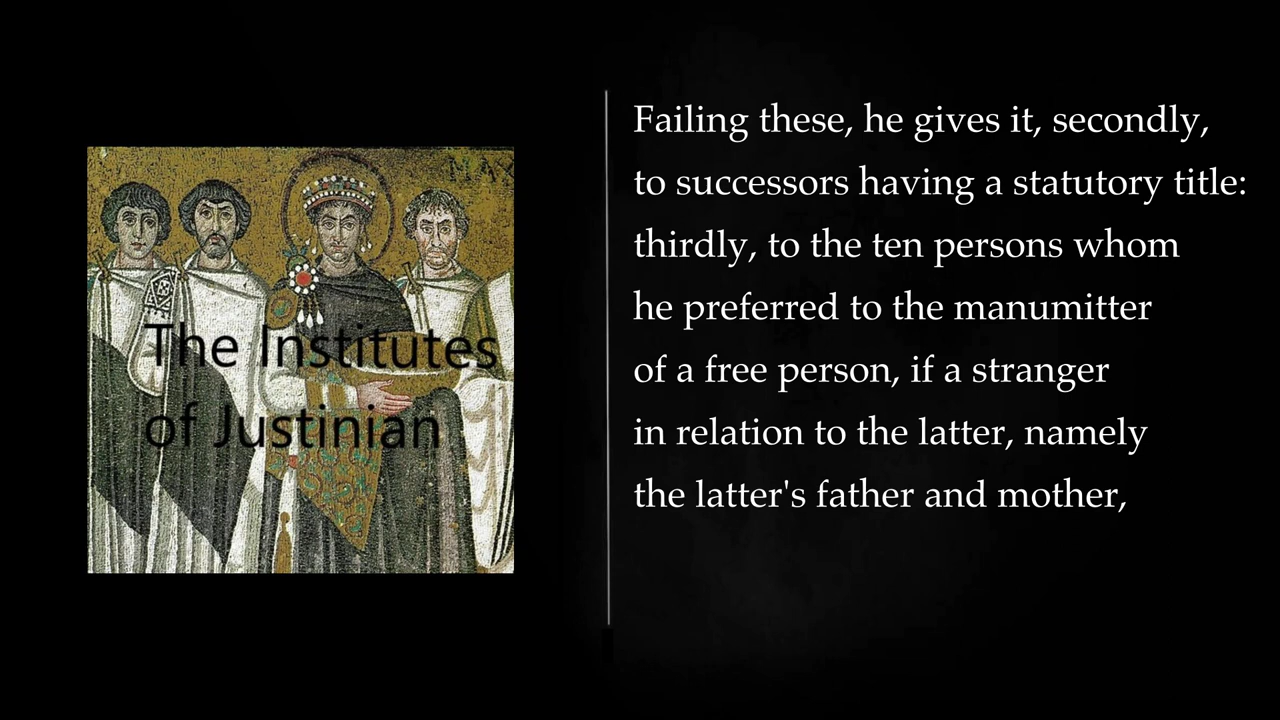 The Institutes
of Justinian
Failing these, he gives it, secondly,
to successors having a statutory title:
thirdly, to the ten persons whom
he preferred to the manumitter
of a free person, if a stranger
in relation to the latter, namely
the latter's father and mother,